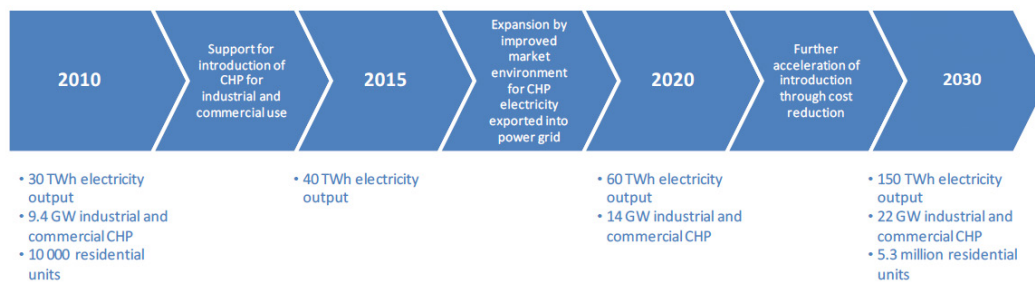 2010
Support for
introduction of
CHP for
industrial and
commercial use
2015
Expansion by
improved
market
environment
for CHP
electricity
exported into
power grid
2020
Further
acceleration of
introduction
through cost
reduction
2030
• 30 TWh electricity
output
• 9.4 GW industrial and
commercial CHP
• 10 000 residential
units
• 40 TWh electricity
output
• 60 TWh electricity
output
• 14 GW industrial and
commercial CHP
• 150 TWh electricity
output
• 22 GW industrial and
commercial CHP
• 5.3 million residential
units